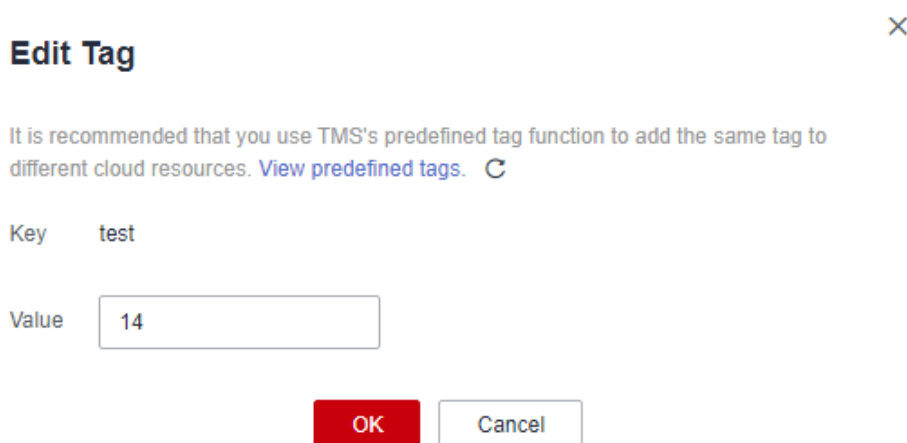 Edit Tag
It is recommended that you use TMS's predefined tag function to add the same tag to
different cloud resources. View predefined tags.
Key test
Value 14
OK Cancel